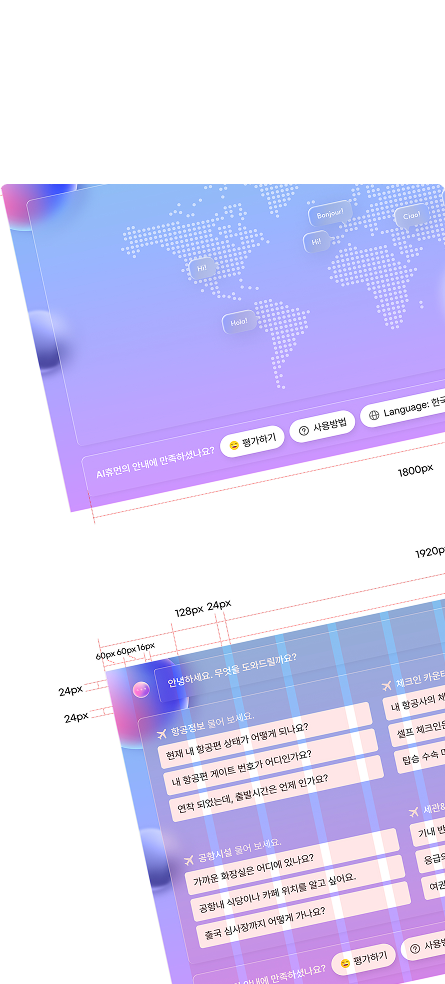 Bonjour!
Ciao!
Hi!
Hi!
Hola!
AI휴먼의 안내에 만족하셨나요?
평가하기
사용방법
Language: 한국
1800px
1920px
128px 24px
60px 60px 16px
24px
24px
안녕하세요. 무엇을 도와드릴까요?
항공정보 물어 보세요.
현재 내 항공편 상태가 어떻게 되나요?
내 항공편 게이트 번호가 어디인가요?
연착 되었는데, 출발시간은 언제 인가요?
체크인 카운터
내 항공사의 체
셀프 체크인은
탑승 수속 마
공항시설 물어 보세요.
가까운 화장실은 어디에 있나요?
공항내 식당이나 카페 위치를 알고 싶어요.
출국 심사장까지 어떻게 가나요?
세관&
기내 반
응급의
여권
안내에 만족하셨나요?
평가하기
사용방